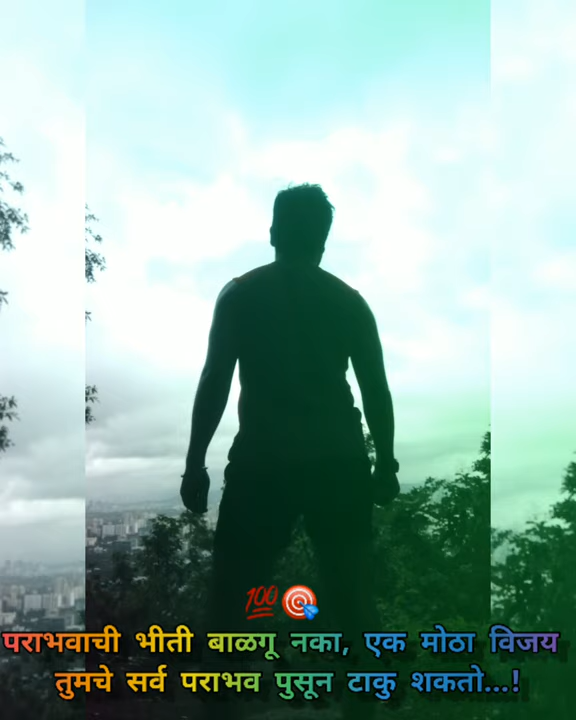 💯🎯
पराभवाची भीती बाळगू नका, एक मोठा विजय
तुमचे सर्व पराभव पुसून टाकु शकतो...!